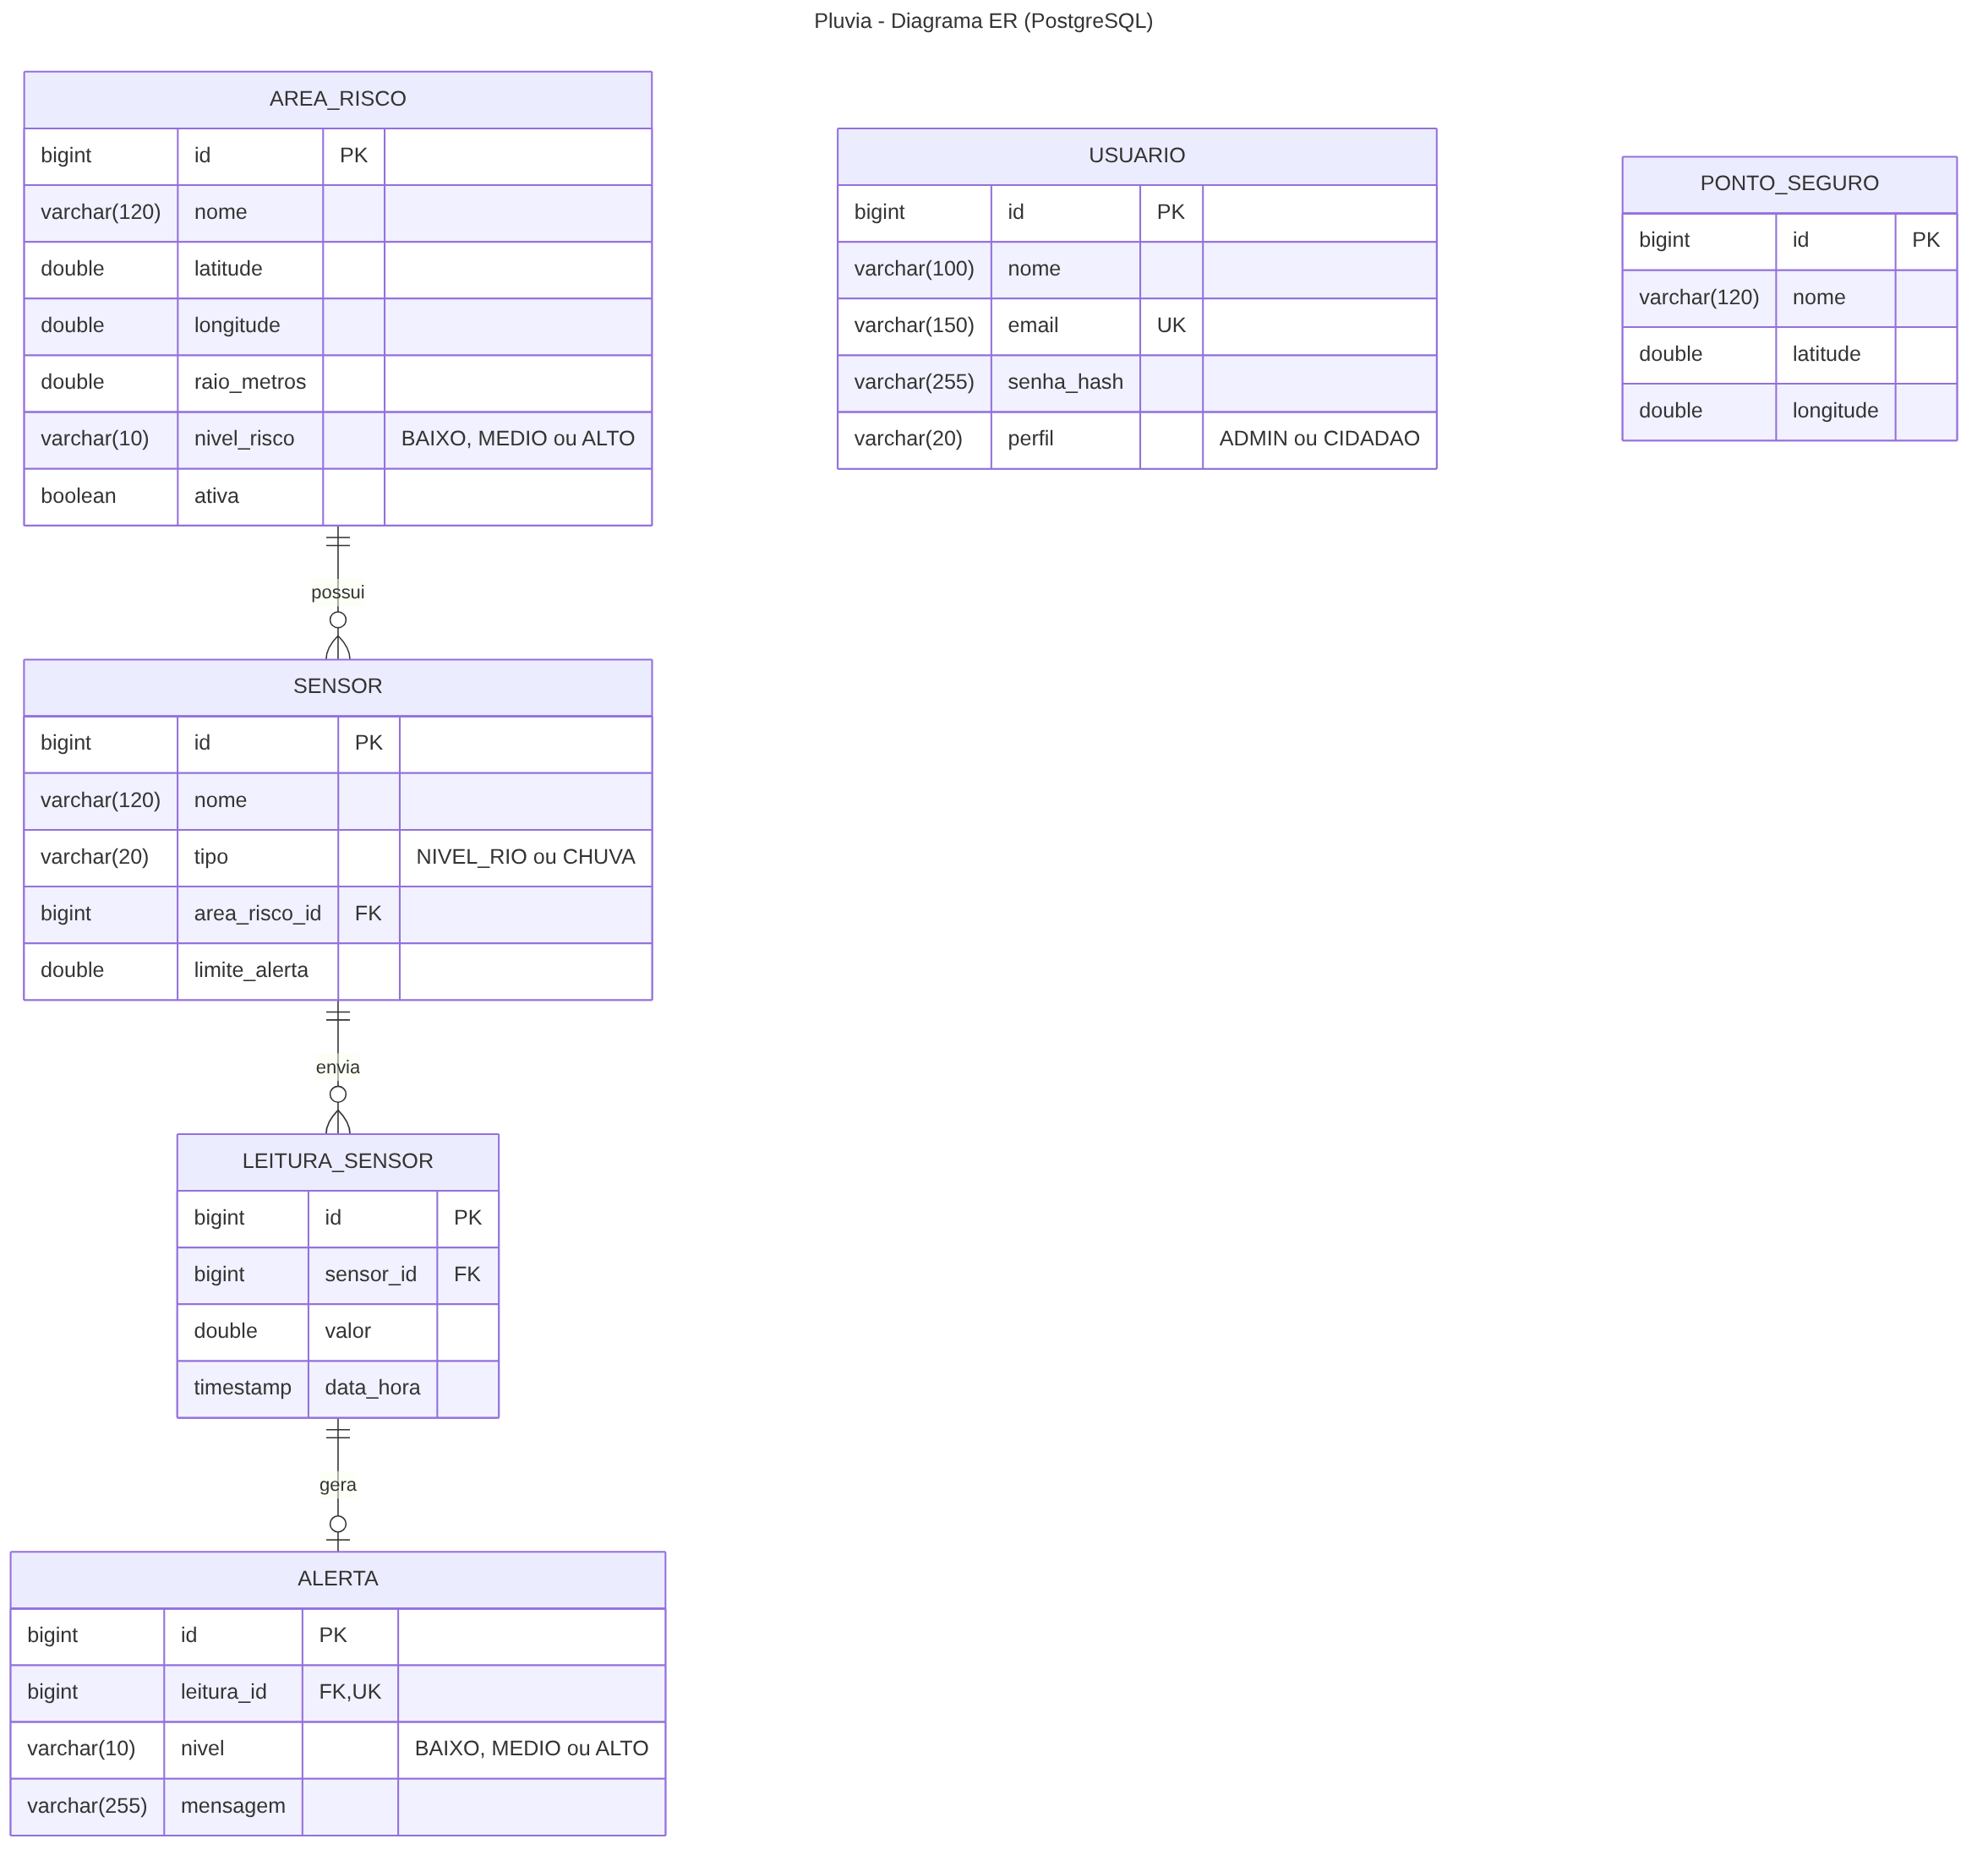 Pluvia - Diagrama ER (PostgreSQL)
AREA_RISCO
bigint id PK
varchar(120) nome
double latitude
double longitude
double raio_metros
varchar(10) nivel_risco BAIXO, MEDIO ou ALTO
boolean ativa
USUARIO
bigint id PK
varchar(100) nome
varchar(150) email UK
varchar(255) senha_hash
varchar(20) perfil ADMIN ou CIDADAO
PONTO_SEGURO
bigint id PK
varchar(120) nome
double latitude
double longitude
possui
SENSOR
bigint id PK
varchar(120) nome
varchar(20) tipo NIVEL_RIO ou CHUVA
bigint area_risco_id FK
double limite_alerta
envia
LEITURA_SENSOR
bigint id PK
bigint sensor_id FK
double valor
timestamp data_hora
gera
ALERTA
bigint id PK
bigint leitura_id FK,UK
varchar(10) nivel BAIXO, MEDIO ou ALTO
varchar(255) mensagem